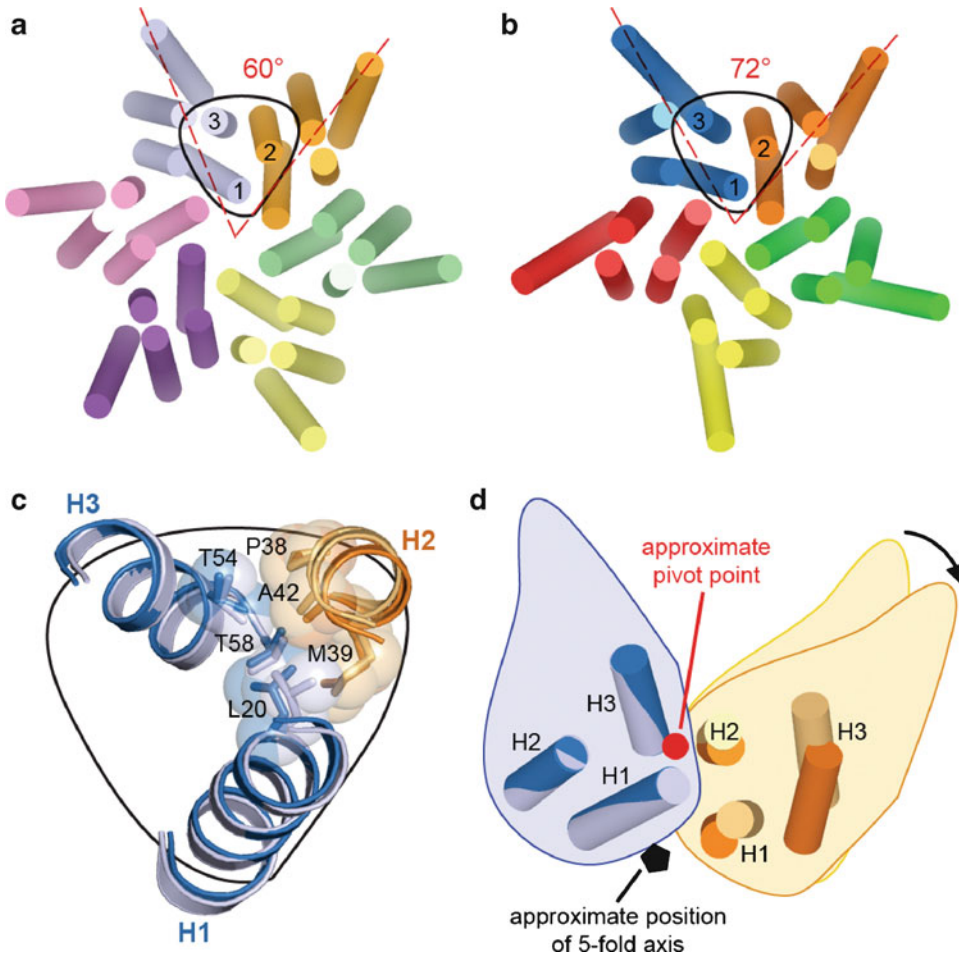 a
60°
3
2
1
b
72°
3
2
1
c
H3
T54
P38
H2
A42
T58
M39
L20
H1
d
approximate
pivot point
H3
H2
H1
H2
H3
H1
approximate position
of 5-fold axis